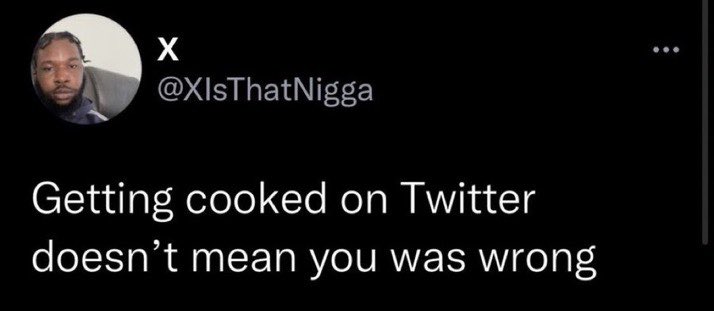 X
@XIsThatNigga
Getting cooked on Twitter
doesn’t mean you was wrong